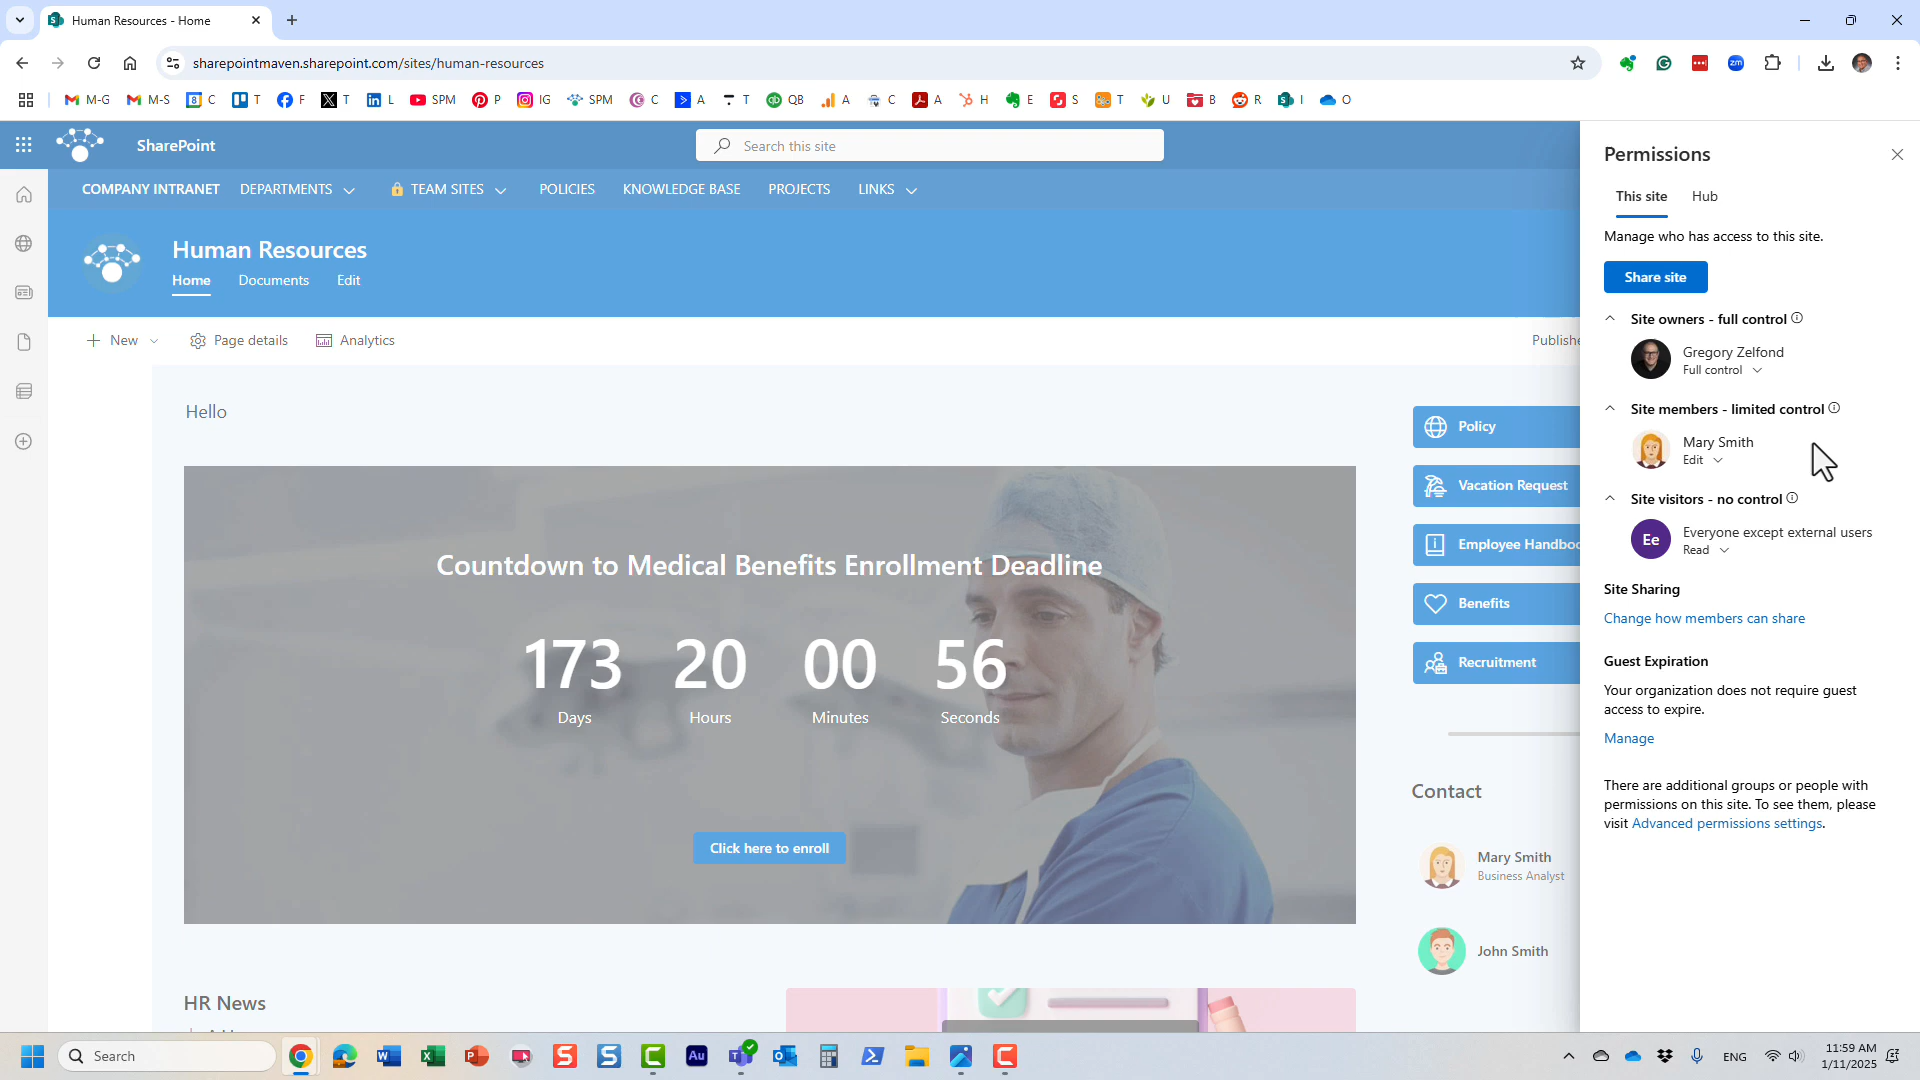 Human Resources - Home
sharepointmaven.sharepoint.com/sites/human-resources
M-G M-S C T F T L SPM P IG SPM C A T QB A C A H E S T U B R I O
SharePoint
Search this site
COMPANY INTRANET DEPARTMENTS TEAM SITES POLICIES KNOWLEDGE BASE PROJECTS LINKS
Human Resources
Home Documents Edit
New Page details Analytics
Publishe
Hello
Countdown to Medical Benefits Enrollment Deadline
173 20 00 56
Days Hours Minutes Seconds
Click here to enroll
HR News
Policy
Vacation Request
Employee Handboo
Benefits
Recruitment
Contact
Mary Smith
Business Analyst
John Smith
Permissions
This site Hub
Manage who has access to this site.
Share site
Site owners - full control
Gregory Zelfond
Full control
Site members - limited control
Mary Smith
Edit
Site visitors - no control
Ee
Everyone except external users
Read
Site Sharing
Change how members can share
Guest Expiration
Your organization does not require guest
access to expire.
Manage
There are additional groups or people with
permissions on this site. To see them, please
visit Advanced permissions settings.
Search
ENG
11:59 AM
1/11/2025